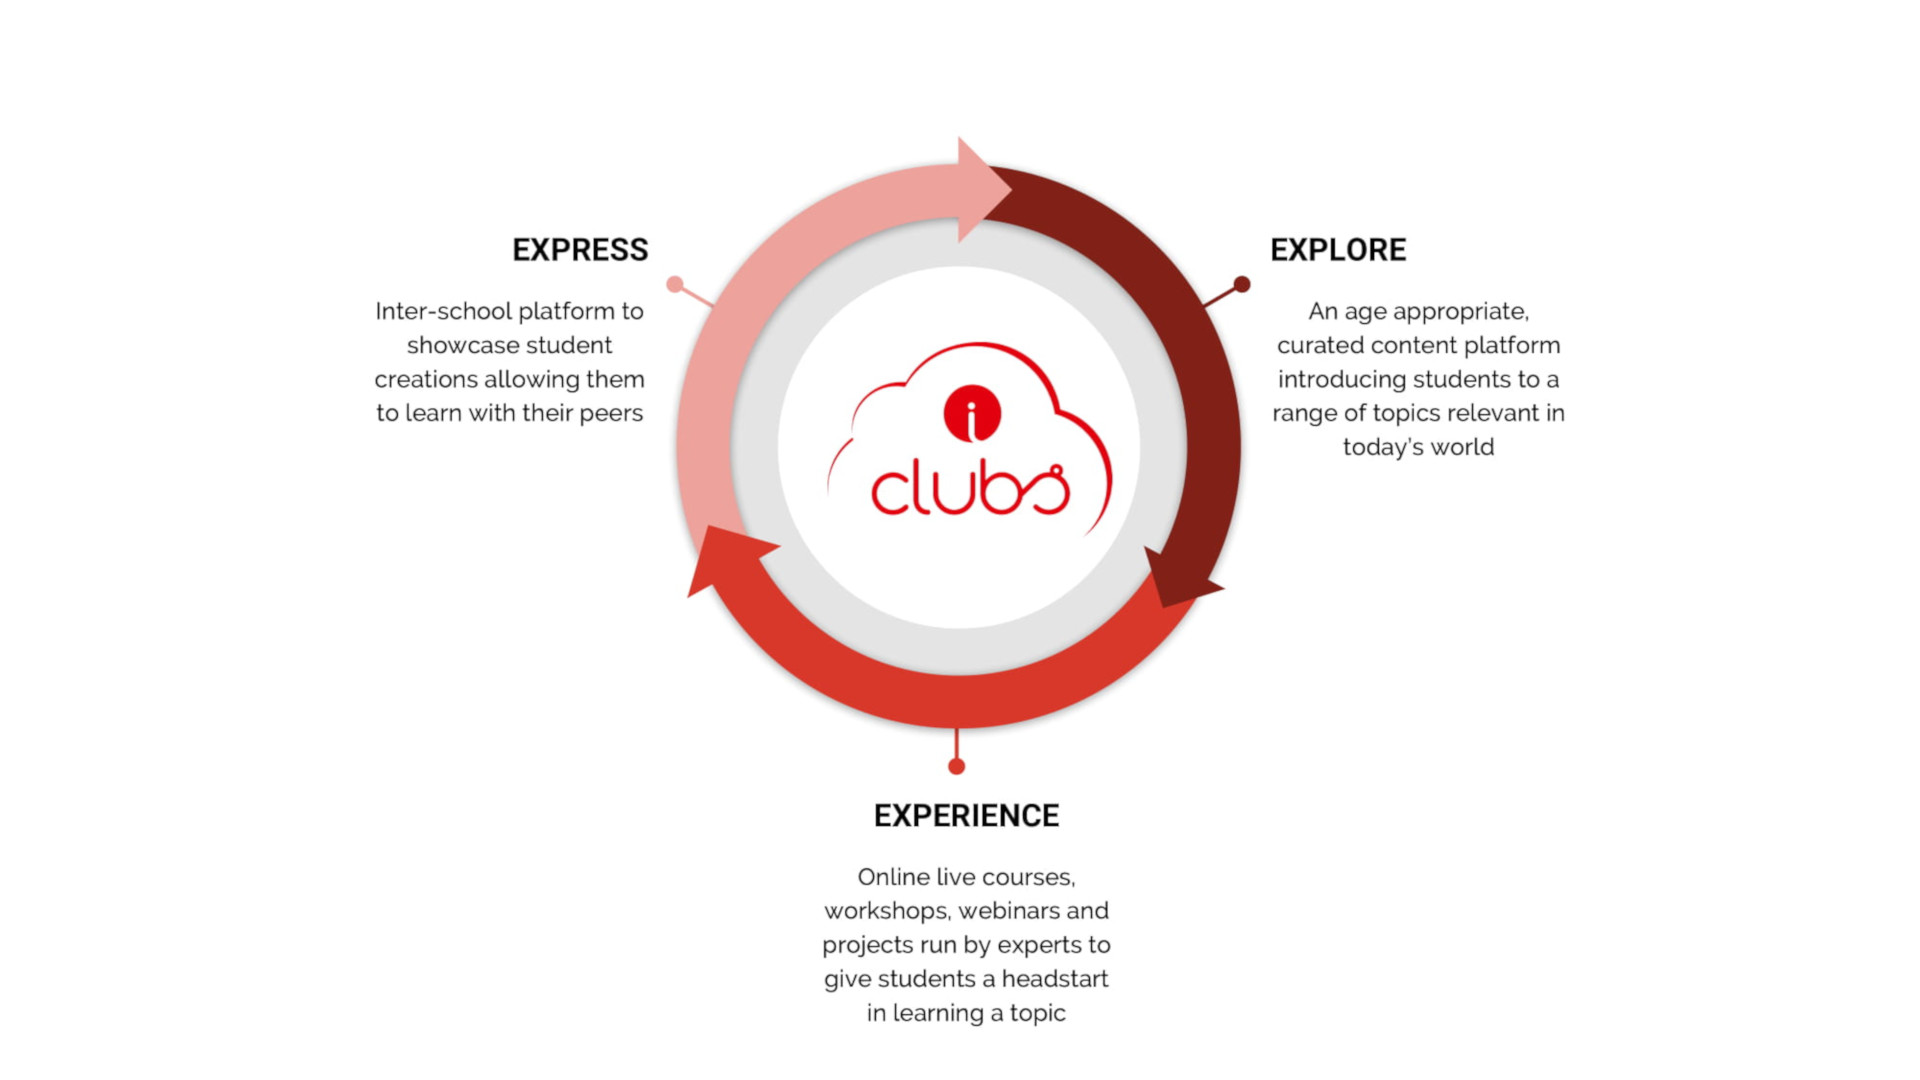 EXPRESS
Inter-school platform to
showcase student
creations allowing them
to learn with their peers
EXPLORE
An age appropriate,
curated content platform
introducing students to a
range of topics relevant in
today's world
i
clubs
EXPERIENCE
Online live courses,
workshops, webinars and
projects run by experts to
give students a headstart
in learning a topic